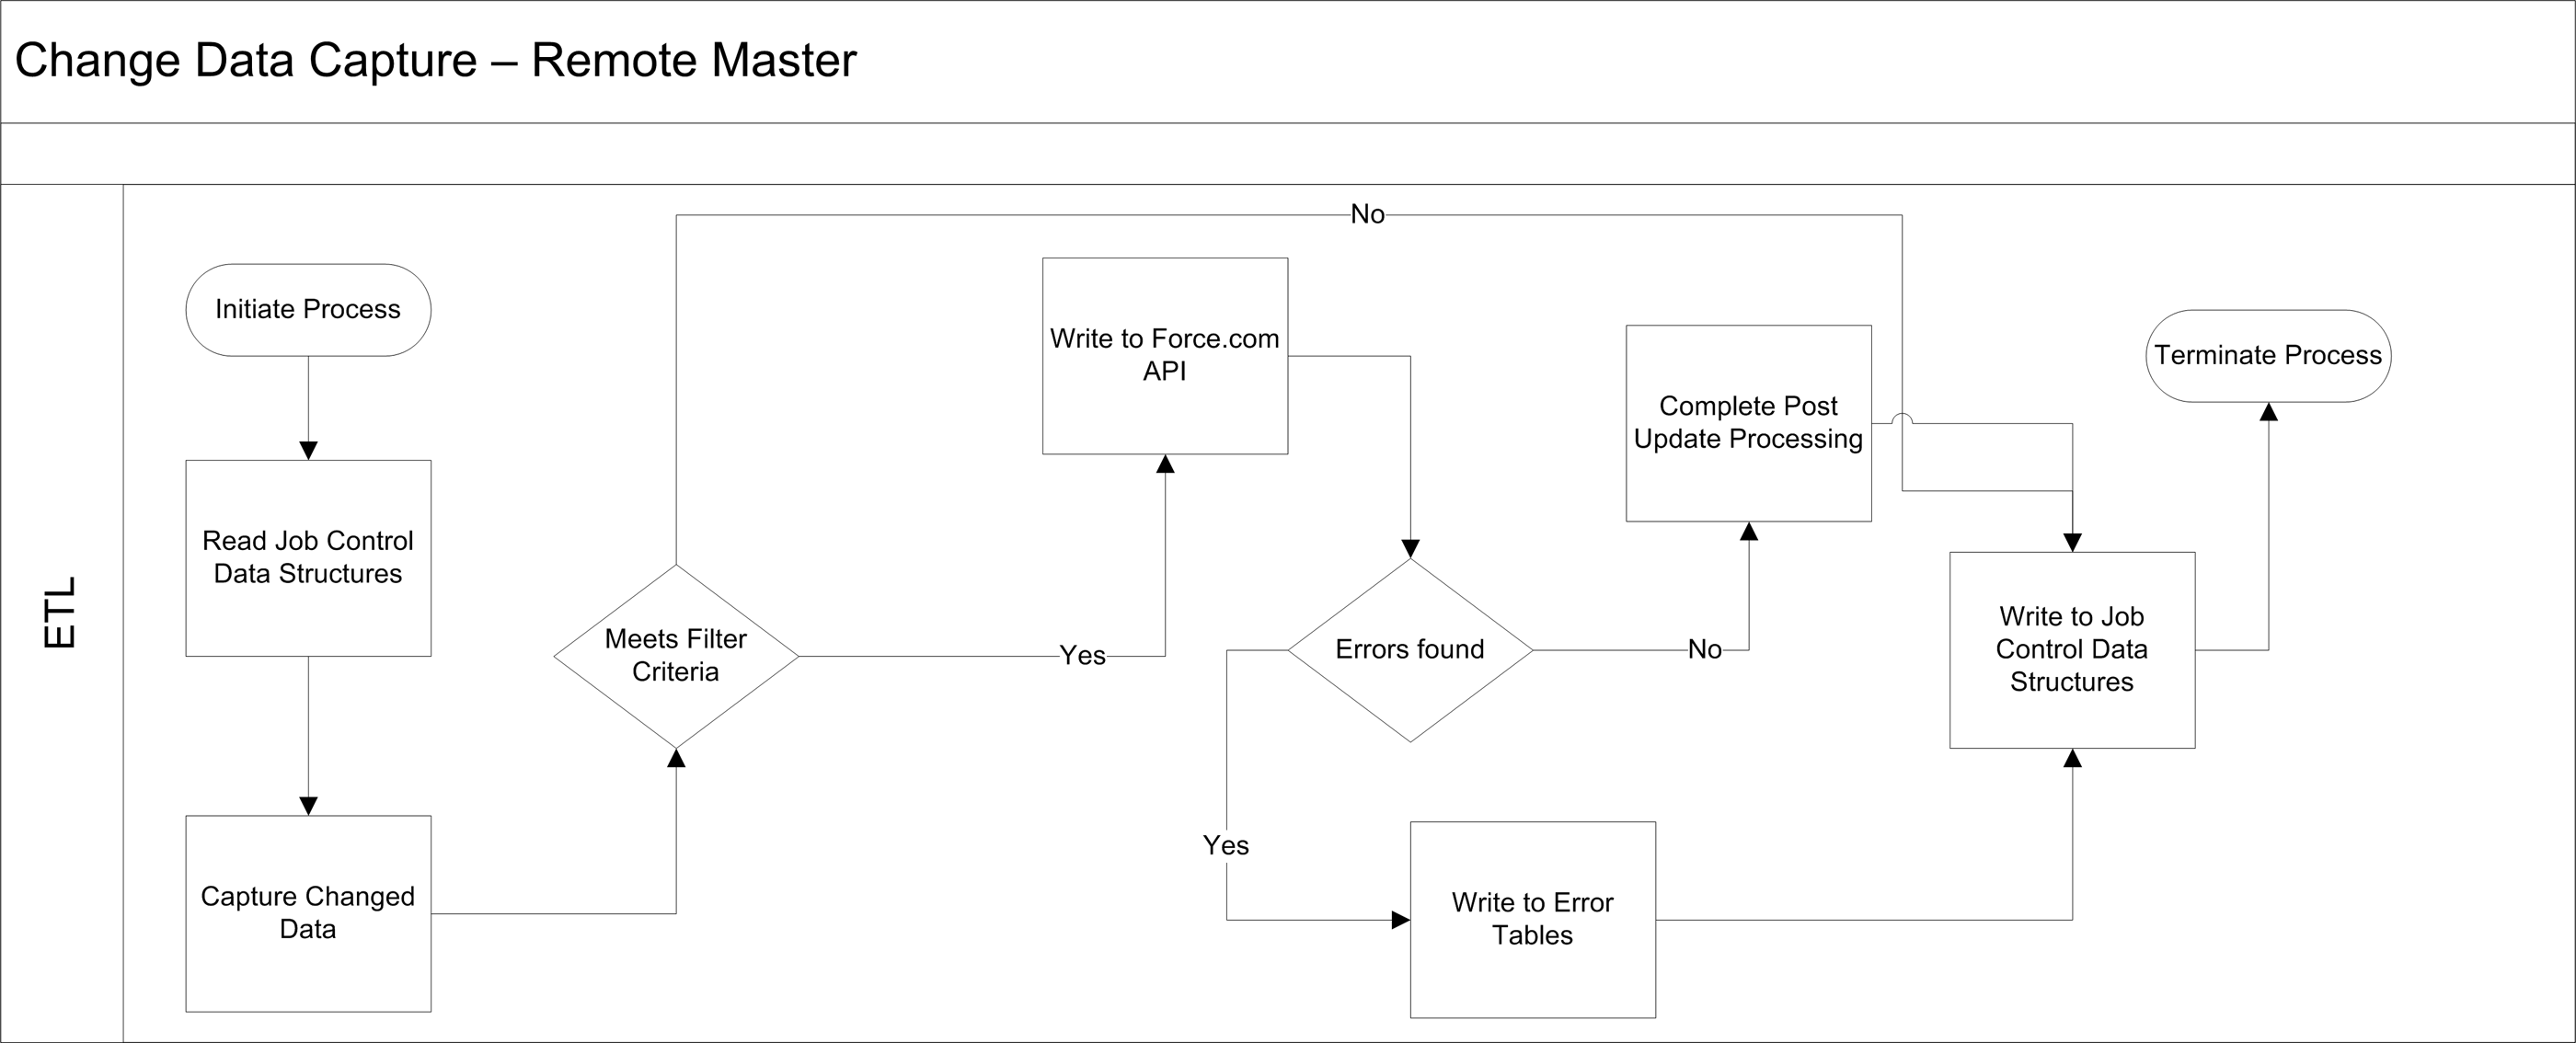 Change Data Capture – Remote Master
ETL
Initiate Process
Read Job Control
Data Structures
Capture Changed
Data
Meets Filter
Criteria
No
Yes
Write to Force.com
API
Errors found
Yes
No
Write to Error
Tables
Complete Post
Update Processing
Write to Job
Control Data
Structures
Terminate Process